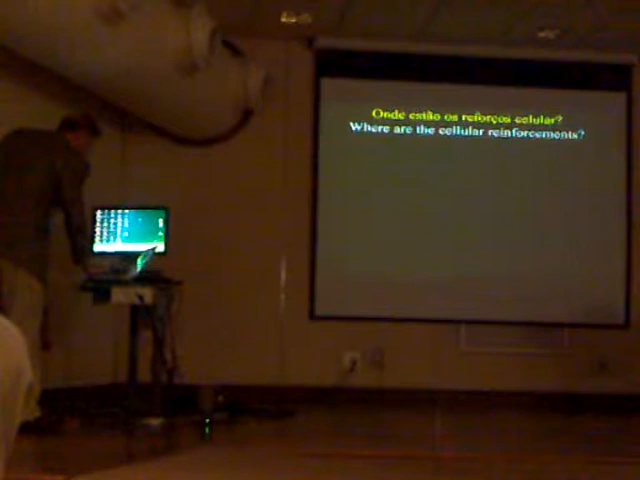 Onde estão os reforços celular?
Where are the cellular reinforcements?